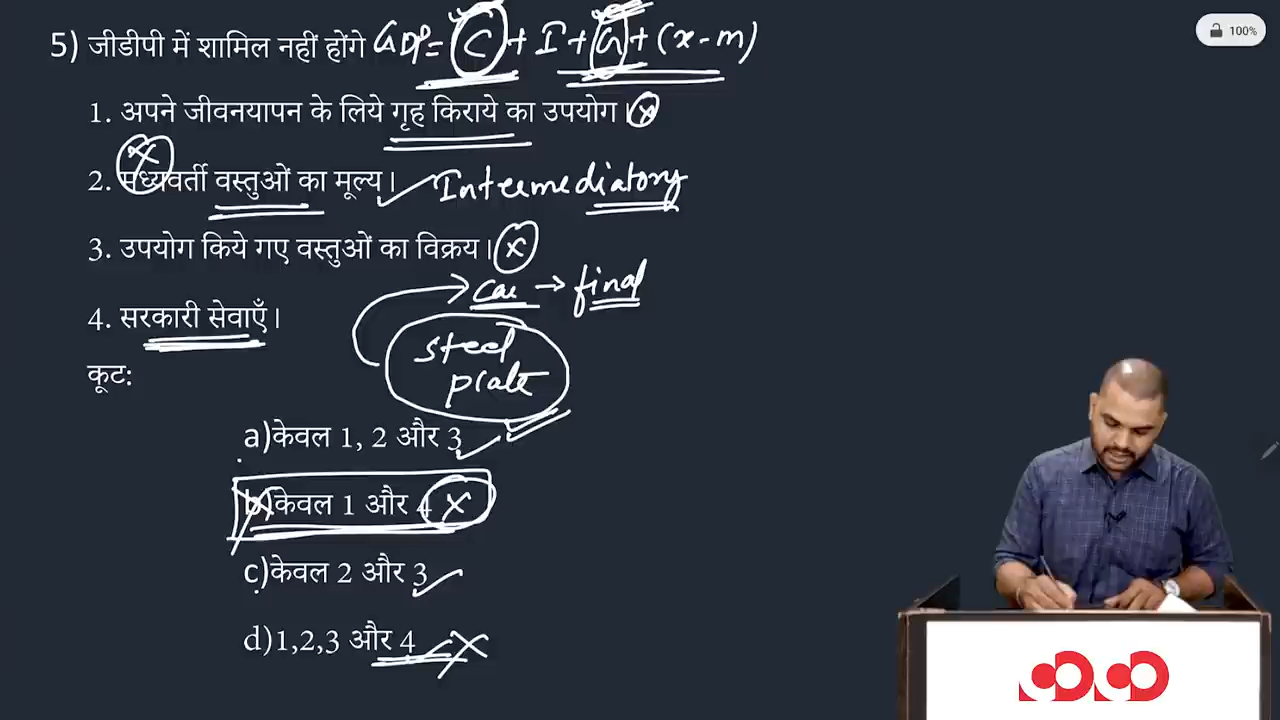 5) जीडीपी में शामिल नहीं होंगे GDP = C + I + G + (x-m)
1. अपने जीवनयापन के लिये गृह किराये का उपयोग।
2. मध्यवर्ती वस्तुओं का मूल्य। Intermediatory
3. उपयोग किये गए वस्तुओं का विक्रय।
car → final
4. सरकारी सेवाएँ।
steel
plate
कूट:
a)केवल 1, 2 और 3
b)केवल 1 और 4
c)केवल 2 और 3
d)1,2,3 और 4
100%